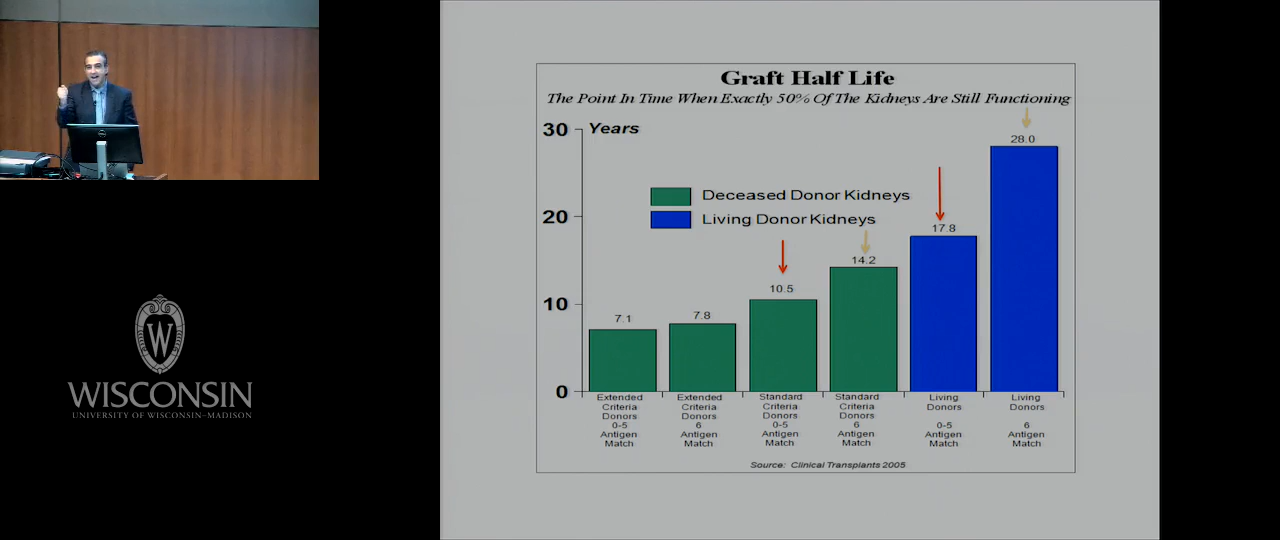 Graft Half Life
The Point In Time When Exactly 50% Of The Kidneys Are Still Functioning
30
Years
28.0
Deceased Donor Kidneys
20
Living Donor Kidneys
17.8
14.2
10.5
10
7.8
7.1
0
Extended
Criteria
Donors
0-5
Antigen
Match
Extended
Criteria
Donors
6
Antigen
Match
Standard
Criteria
Donors
0-5
Antigen
Match
Standard
Criteria
Donors
6
Antigen
Match
Living
Donors
0-5
Antigen
Match
Living
Donors
6
Antigen
Match
Source: Clinical Transplants 2005
W
WISCONSIN
UNIVERSITY OF WISCONSIN–MADISON